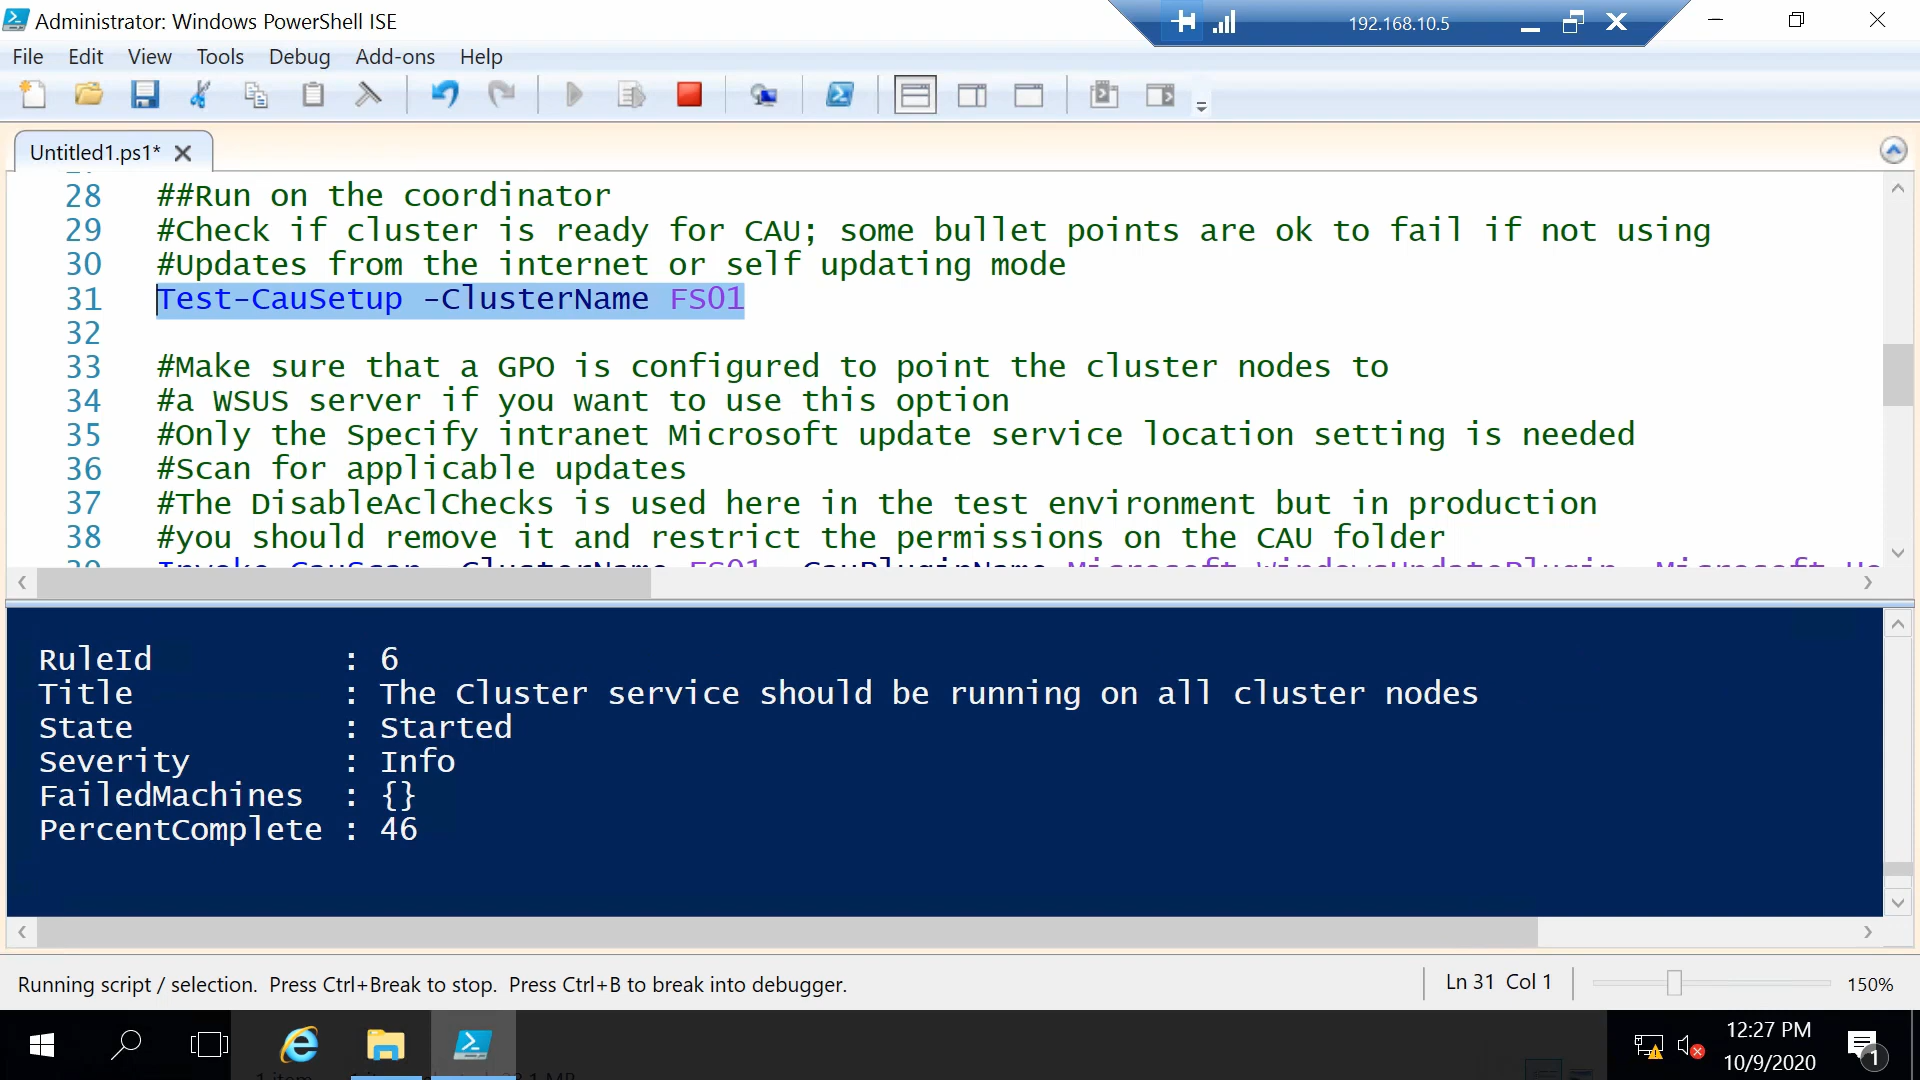 Administrator: Windows PowerShell ISE
192.168.10.5
File Edit View Tools Debug Add-ons Help
Untitled1.ps1*
28 ##Run on the coordinator
29 #Check if cluster is ready for CAU; some bullet points are ok to fail if not using
30 #Updates from the internet or self updating mode
31 Test-CauSetup -ClusterName FS01
32
33 #Make sure that a GPO is configured to point the cluster nodes to
34 #a WSUS server if you want to use this option
35 #Only the Specify intranet Microsoft update service location setting is needed
36 #Scan for applicable updates
37 #The DisableAclChecks is used here in the test environment but in production
38 #you should remove it and restrict the permissions on the CAU folder
RuleId : 6
Title : The Cluster service should be running on all cluster nodes
State : Started
Severity : Info
FailedMachines : {}
PercentComplete : 46
Running script / selection. Press Ctrl+Break to stop. Press Ctrl+B to break into debugger.
Ln 31 Col 1
150%
12:27 PM
10/9/2020
1